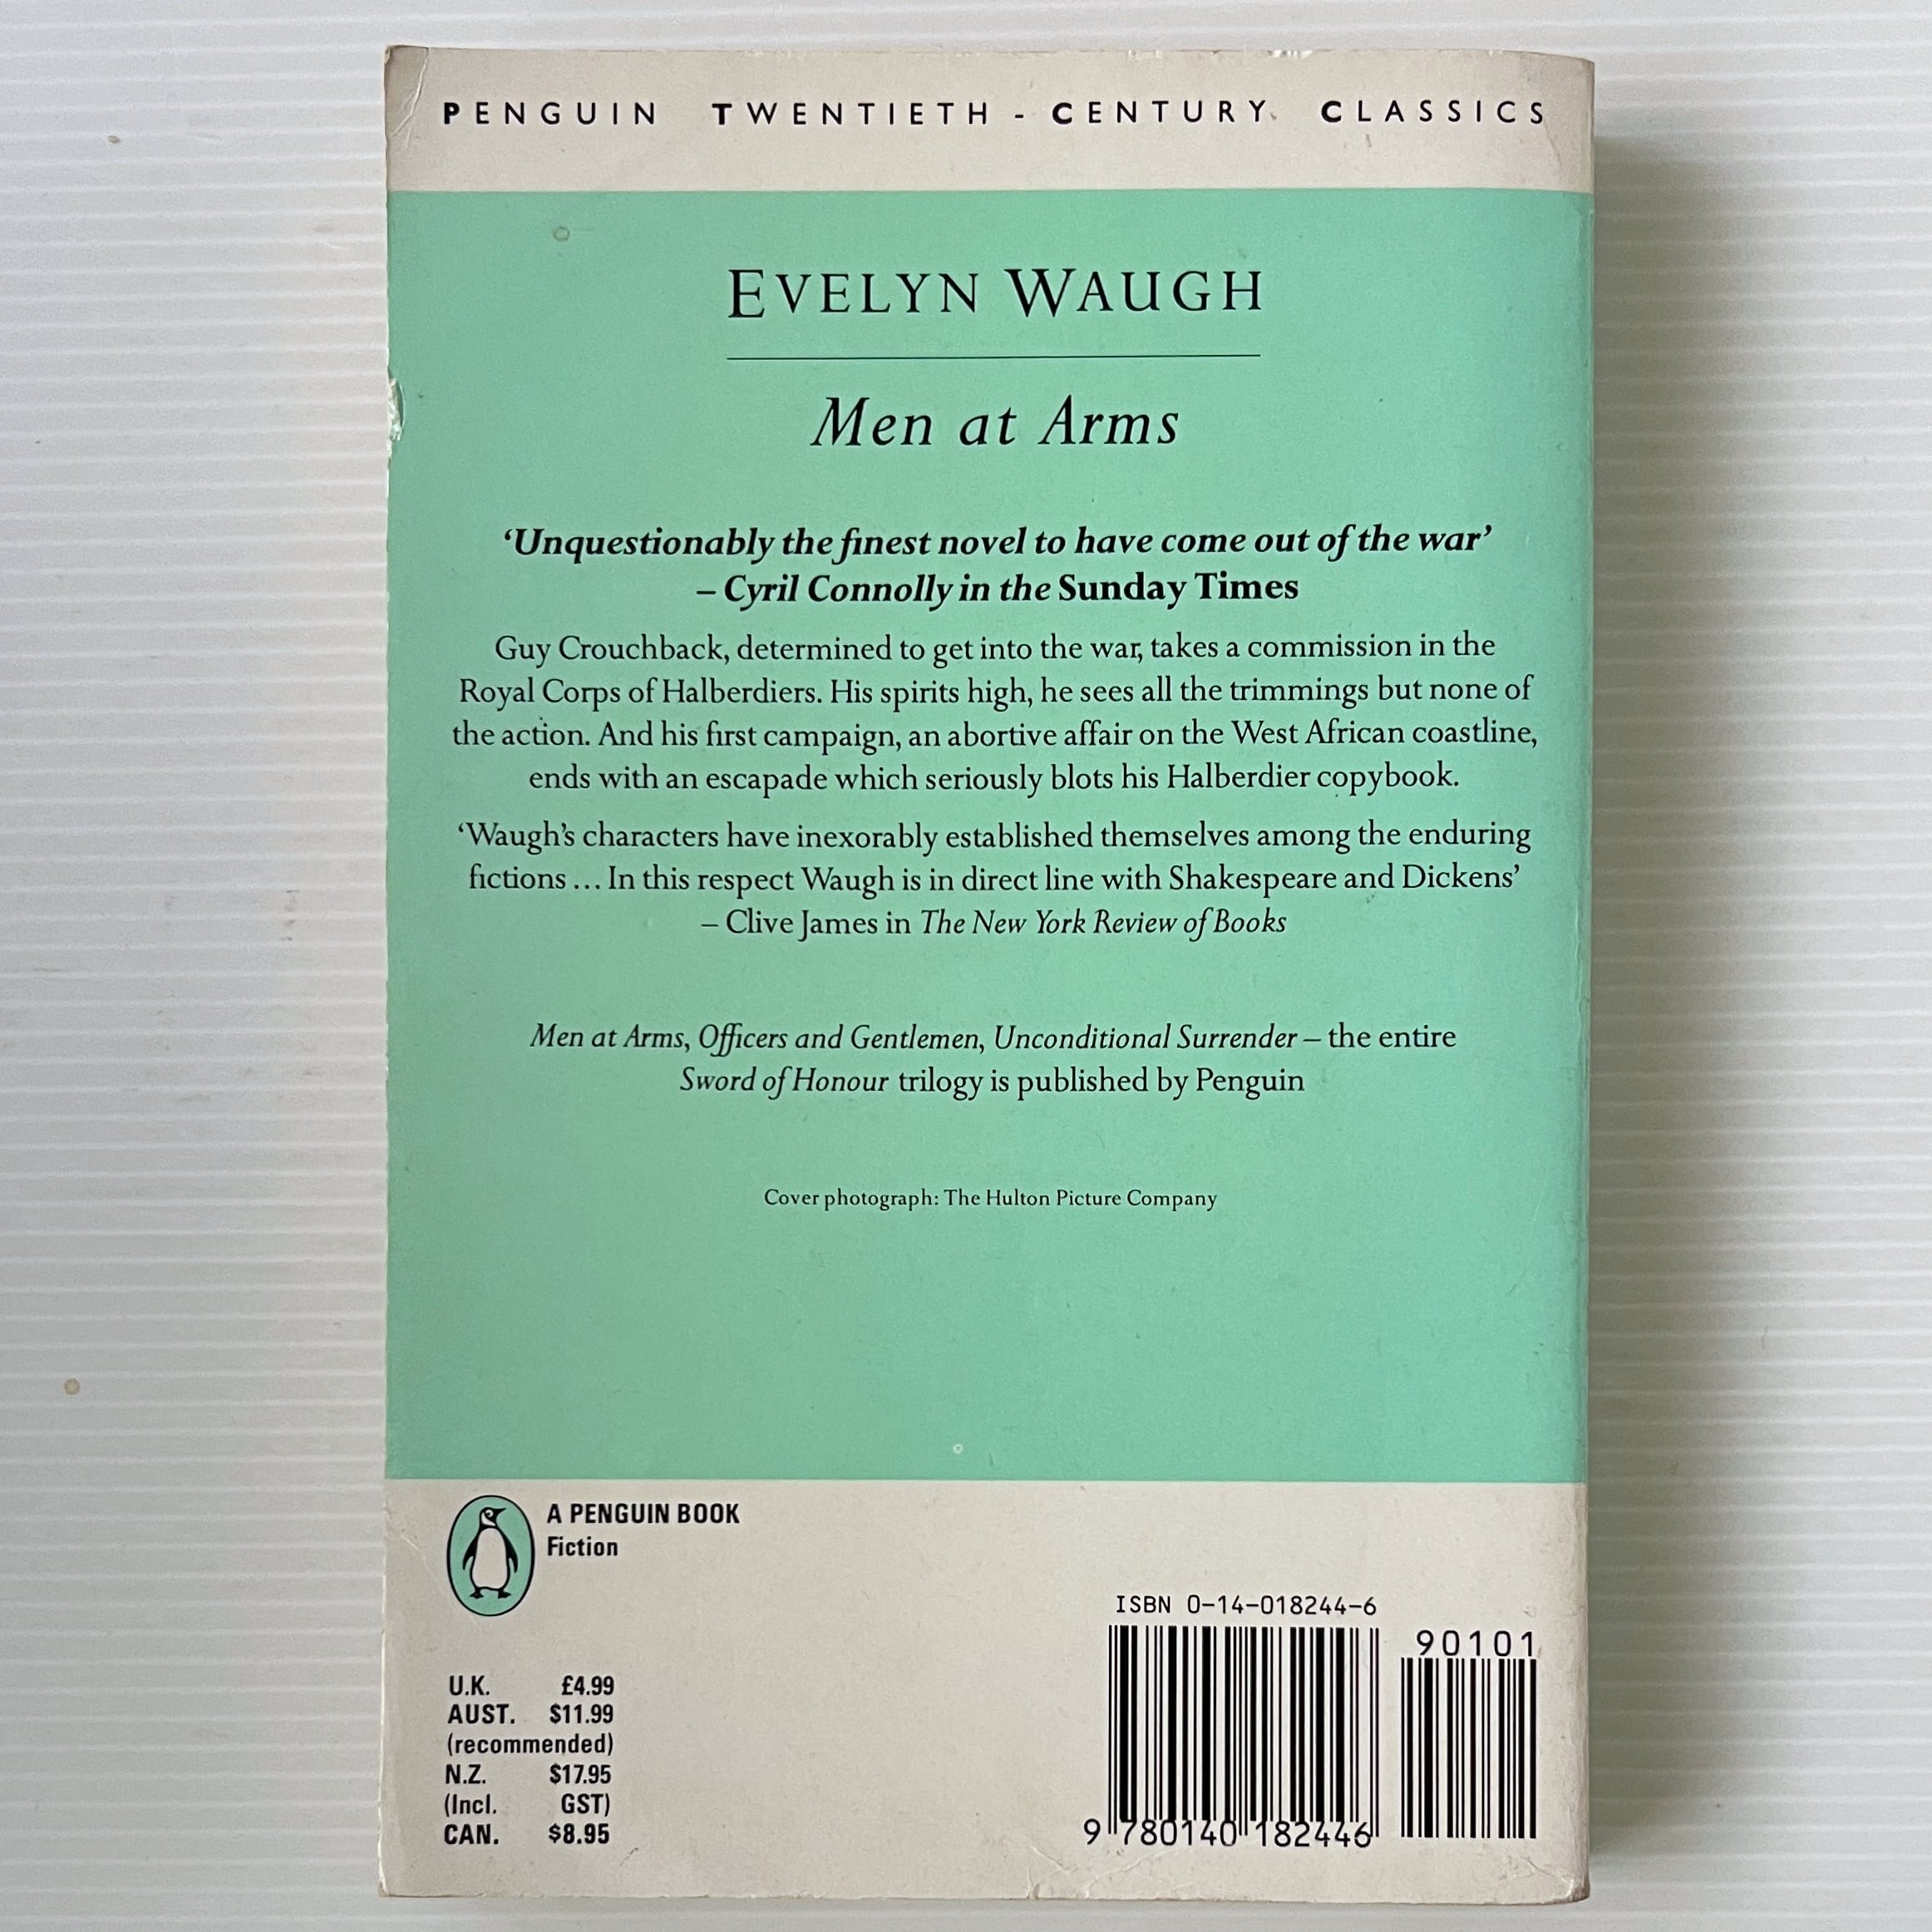 PENGUIN TWENTIETH-CENTURY CLASSICS
EVELYN WAUGH
Men at Arms
‘Unquestionably the finest novel to have come out of the war’
– Cyril Connolly in the Sunday Times
Guy Crouchback, determined to get into the war, takes a commission in the
Royal Corps of Halberdiers. His spirits high, he sees all the trimmings but none of
the action. And his first campaign, an abortive affair on the West African coastline,
ends with an escapade which seriously blots his Halberdier copybook.
‘Waugh’s characters have inexorably established themselves among the enduring
fictions ... In this respect Waugh is in direct line with Shakespeare and Dickens’
– Clive James in The New York Review of Books
Men at Arms, Officers and Gentlemen, Unconditional Surrender – the entire
Sword of Honour trilogy is published by Penguin
Cover photograph: The Hulton Picture Company
A PENGUIN BOOK
Fiction
U.K. £4.99
AUST. $11.99
(recommended)
N.Z. $17.95
(Incl. GST)
CAN. $8.95
ISBN 0-14-018244-6
90101
9 780140 182446